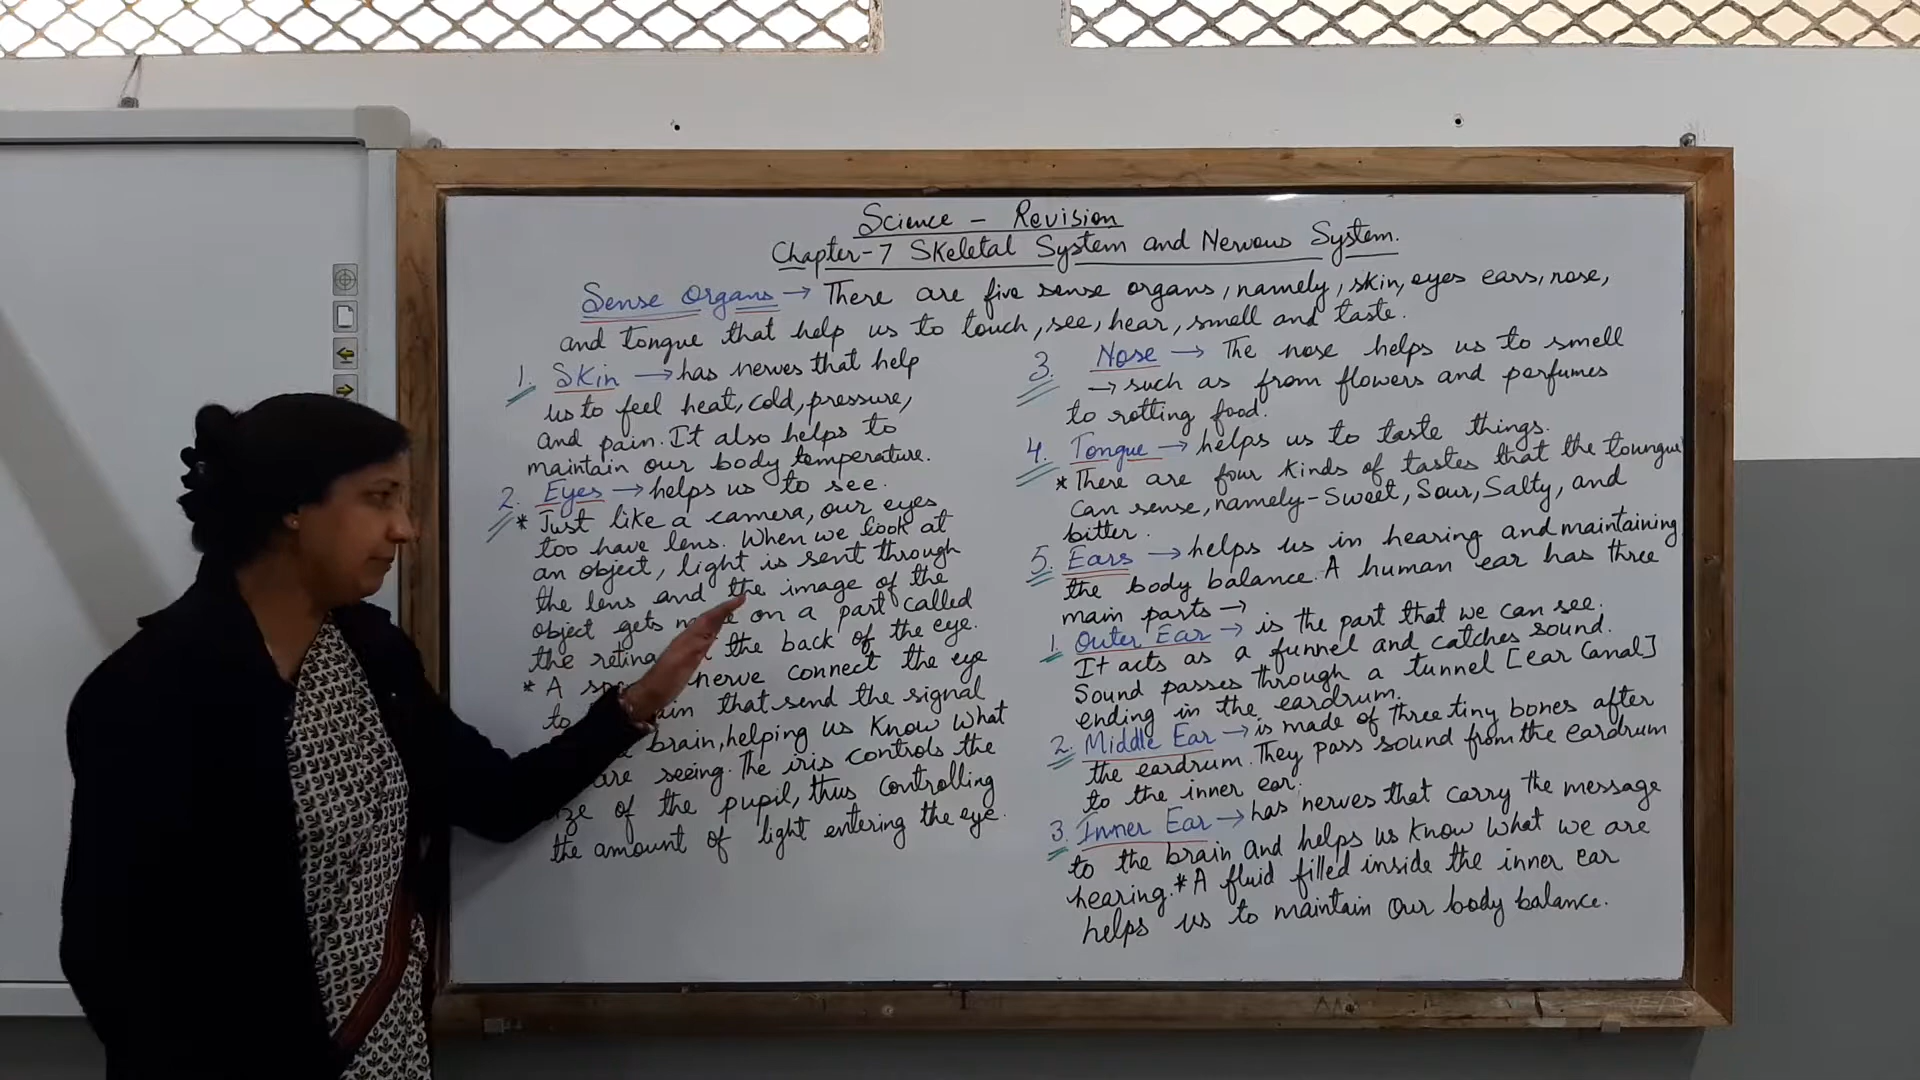 Science - Revision
Chapter-7 Skeletal System and Nervous System.
Sense Organs → There are five sense organs, namely, skin, eyes ears, nose,
and tongue that help us to touch, see, hear, smell and taste.
1. Skin → has nerves that help
us to feel heat, cold, pressure,
and pain. It also helps to
maintain our body temperature.
2. Eyes → helps us to see.
* Just like a camera, our eyes
too have lens. When we look at
an object, light is sent through
the lens and the image of the
object gets on a part called
the retina the back of the eye.
* A nerve connect the eye
to that send the signal
brain, helping us know what
are seeing. The iris controls the
of the pupil, thus controlling
the amount of light entering the eye.
3. Nose → The nose helps us to smell
→ such as from flowers and perfumes
to rotting food.
4. Tongue → helps us to taste things.
* There are four kinds of tastes that the toungue
can sense, namely - Sweet, Sour, Salty, and
bitter.
5. Ears → helps us in hearing and maintaining
the body balance. A human ear has three
main parts →
1. Outer Ear → is the part that we can see.
It acts as a funnel and catches sound.
Sound passes through a tunnel [ear canal]
ending in the eardrum.
2. Middle Ear → is made of three tiny bones after
the eardrum. They pass sound from the eardrum
to the inner ear.
3. Inner Ear → has nerves that carry the message
to the brain and helps us know what we are
hearing. * A fluid filled inside the inner ear
helps us to maintain our body balance.